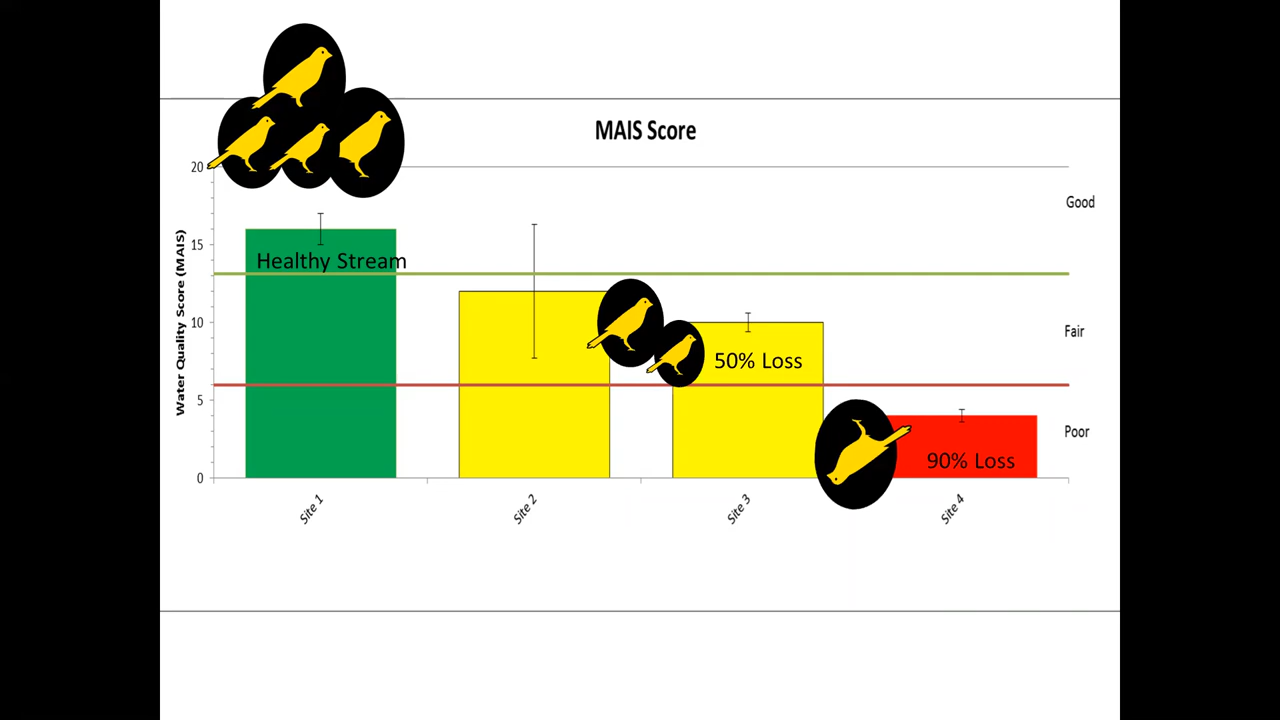 MAIS Score
20
15
10
5
0
Water Quality Score (MAIS)
Good
Fair
Poor
Healthy Stream
50% Loss
90% Loss
Site 1
Site 2
Site 3
Site 4